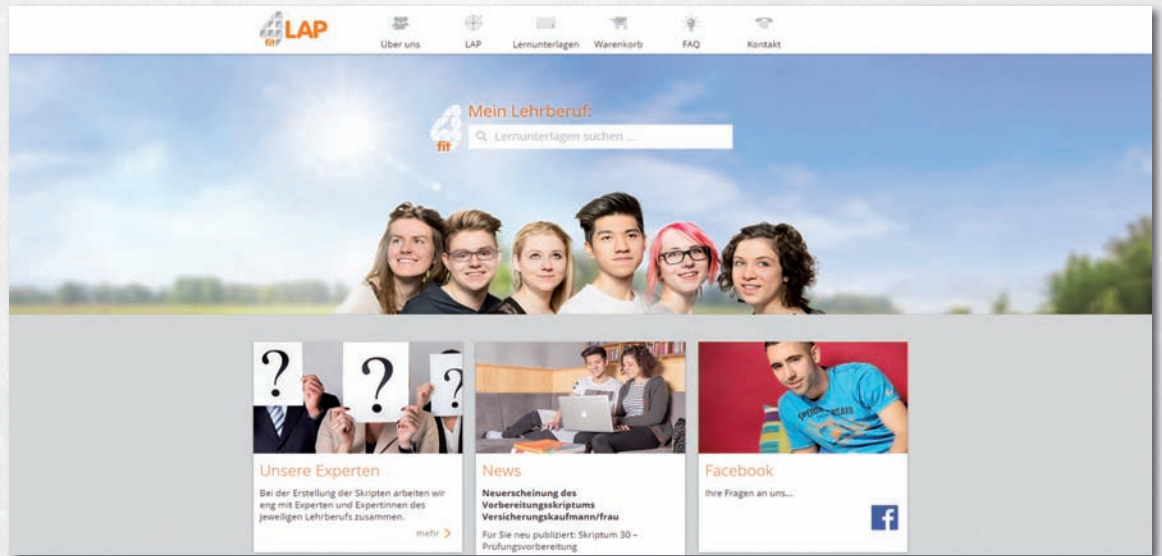 4 LAP
fit
Über uns
LAP
Lernunterlagen
Warenkorb
FAQ
Kontakt
4
fit
Mein Lehrberuf:
Lernunterlagen suchen ...
?
?
?
Unsere Experten
Bei der Erstellung der Skripten arbeiten wir
eng mit Experten und Expertinnen des
jeweiligen Lehrberufs zusammen.
mehr
News
Neuerscheinung des
Vorbereitungsskriptums
Versicherungskaufmann/frau
Für Sie neu publiziert: Skriptum 30 –
Prüfungsvorbereitung
Facebook
Ihre Fragen an uns...
f